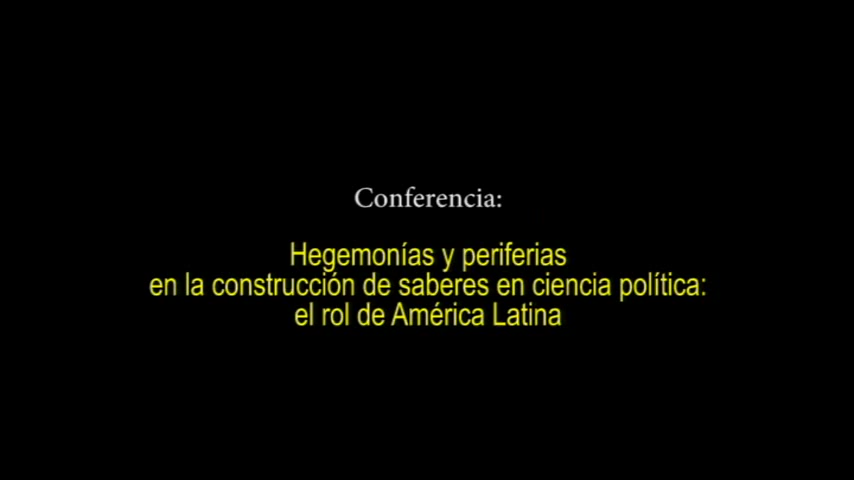 Conferencia:
Hegemonías y periferias
en la construcción de saberes en ciencia política:
el rol de América Latina